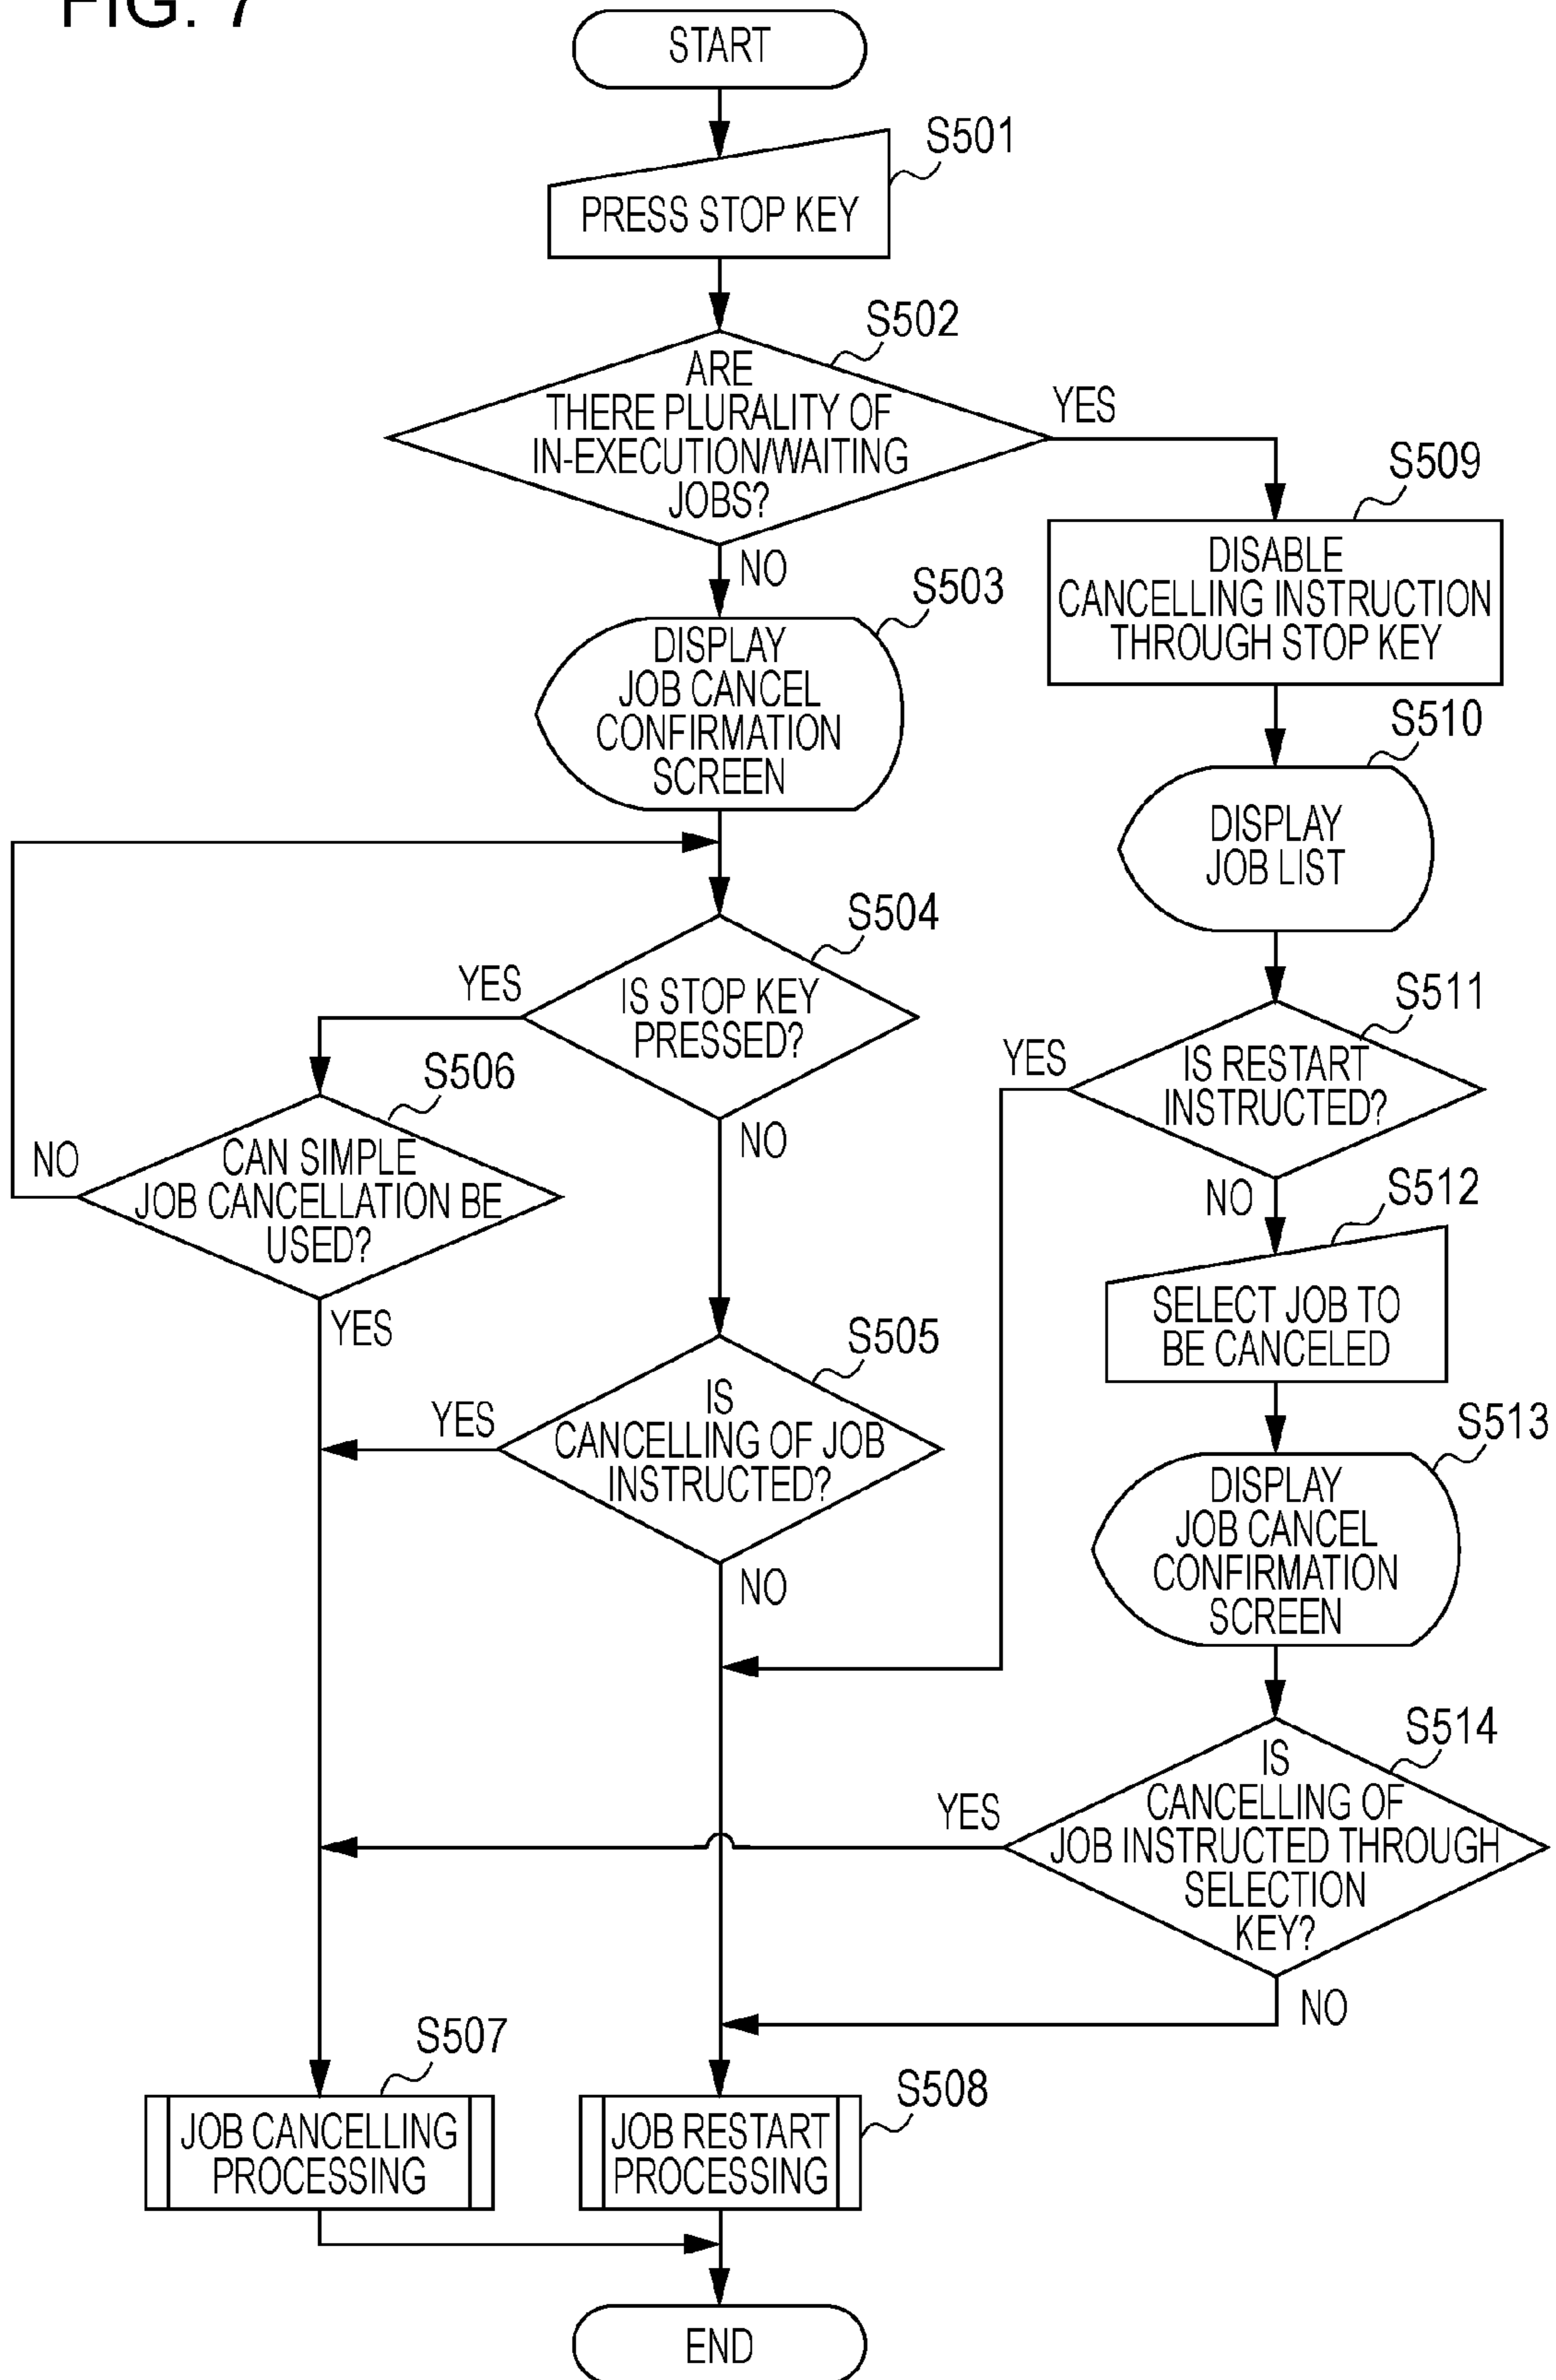 FIG. 7
START
S501
PRESS STOP KEY
S502
ARE
THERE PLURALITY OF
IN-EXECUTION/WAITING
JOBS?
YES
NO
S509
DISABLE
CANCELLING INSTRUCTION
THROUGH STOP KEY
S503
DISPLAY
JOB CANCEL
CONFIRMATION
SCREEN
S510
DISPLAY
JOB LIST
S504
IS STOP KEY
PRESSED?
YES
NO
S511
IS RESTART
INSTRUCTED?
YES
NO
S506
CAN SIMPLE
JOB CANCELLATION BE
USED?
NO
YES
S512
SELECT JOB TO
BE CANCELED
S505
IS
CANCELLING OF JOB
INSTRUCTED?
YES
NO
S513
DISPLAY
JOB CANCEL
CONFIRMATION
SCREEN
S514
IS
CANCELLING OF
JOB INSTRUCTED THROUGH
SELECTION
KEY?
YES
NO
S507
JOB CANCELLING
PROCESSING
S508
JOB RESTART
PROCESSING
END